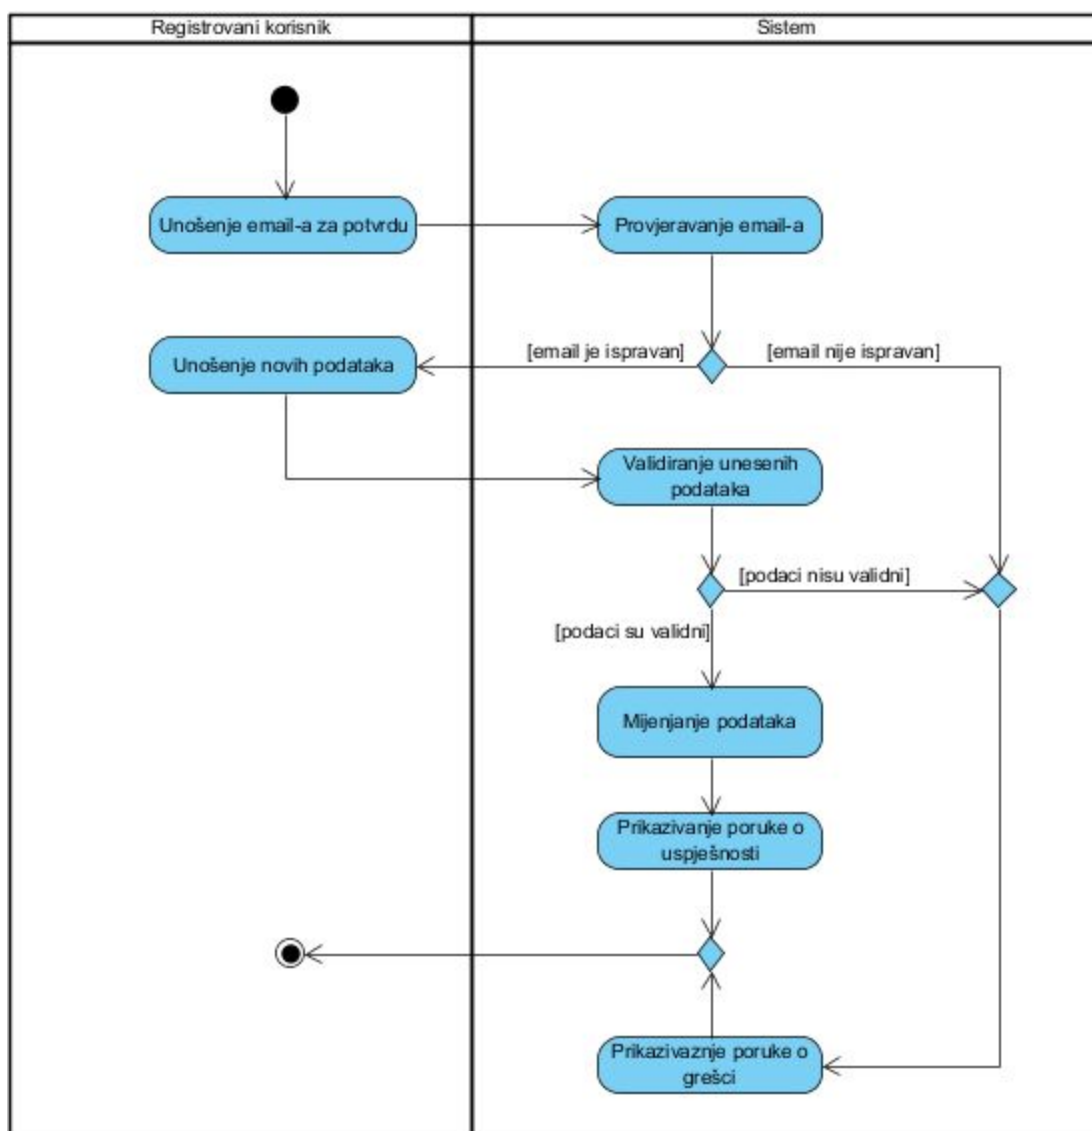 Registrovani korisnik
Sistem
Unošenje email-a za potvrdu
Provjeravanje email-a
[email je ispravan]
[email nije ispravan]
Unošenje novih podataka
Validiranje unesenih
podataka
[podaci nisu validni]
[podaci su validni]
Mijenjanje podataka
Prikazivanje poruke o
uspješnosti
Prikazivaznje poruke o
grešci